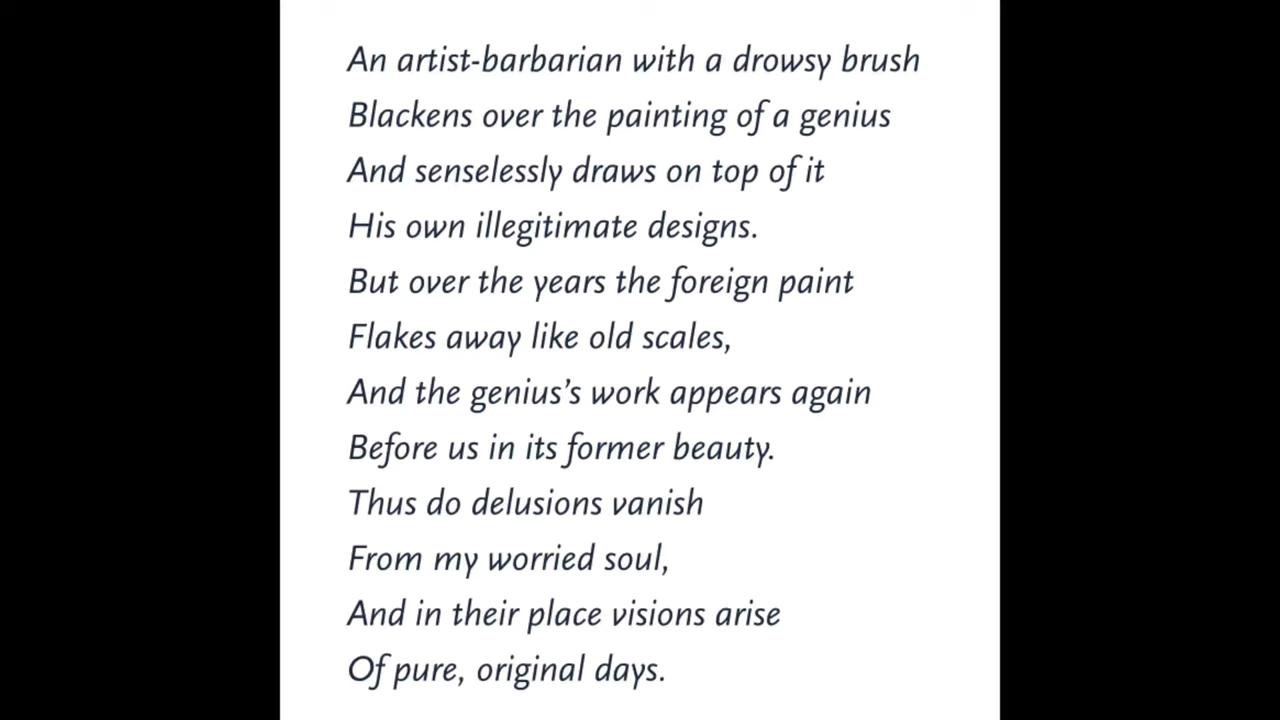 An artist-barbarian with a drowsy brush
Blackens over the painting of a genius
And senselessly draws on top of it
His own illegitimate designs.
But over the years the foreign paint
Flakes away like old scales,
And the genius’s work appears again
Before us in its former beauty.
Thus do delusions vanish
From my worried soul,
And in their place visions arise
Of pure, original days.